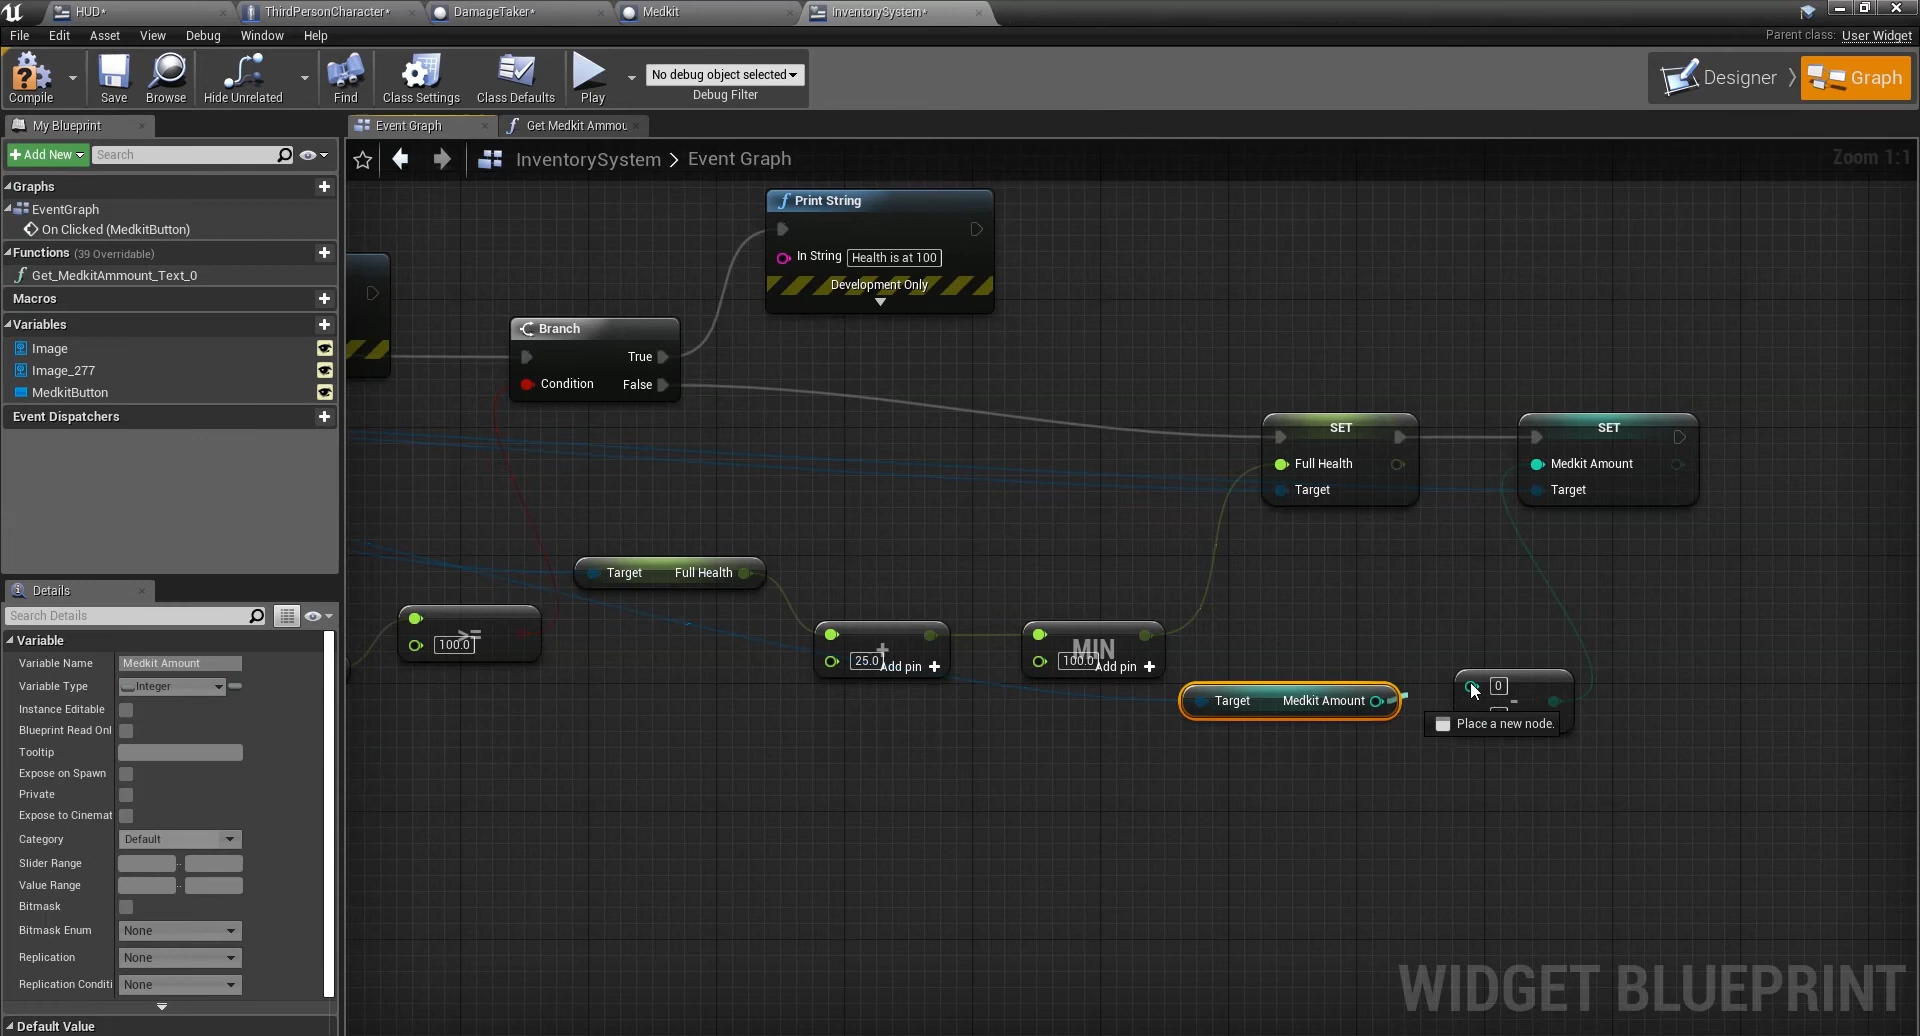 HUD*
ThirdPersonCharacter*
DamageTaker*
Medkit
InventorySystem*
File Edit Asset View Debug Window Help
Parent class: User Widget
Compile
Save
Browse
Hide Unrelated
Find
Class Settings
Class Defaults
Play
No debug object selected
Debug Filter
Designer
Graph
My Blueprint
Event Graph
Get Medkit Ammou
Add New
Search
InventorySystem > Event Graph
Zoom 1:1
Graphs
EventGraph
On Clicked (MedkitButton)
Functions (39 Overridable)
Get_MedkitAmmount_Text_0
Macros
Variables
Image
Image_277
MedkitButton
Event Dispatchers
Print String
In String Health is at 100
Development Only
Branch
True
Condition False
SET
Full Health
Target
SET
Medkit Amount
Target
Target Full Health
>=
100.0
+
25.0 Add pin +
MIN
100.0 Add pin +
Target Medkit Amount
0
-
Place a new node.
Details
Search Details
Variable
Variable Name Medkit Amount
Variable Type Integer
Instance Editable
Blueprint Read Onl
Tooltip
Expose on Spawn
Private
Expose to Cinemat
Category Default
Slider Range
Value Range
Bitmask
Bitmask Enum None
Replication None
Replication Conditi None
Default Value
WIDGET BLUEPRINT